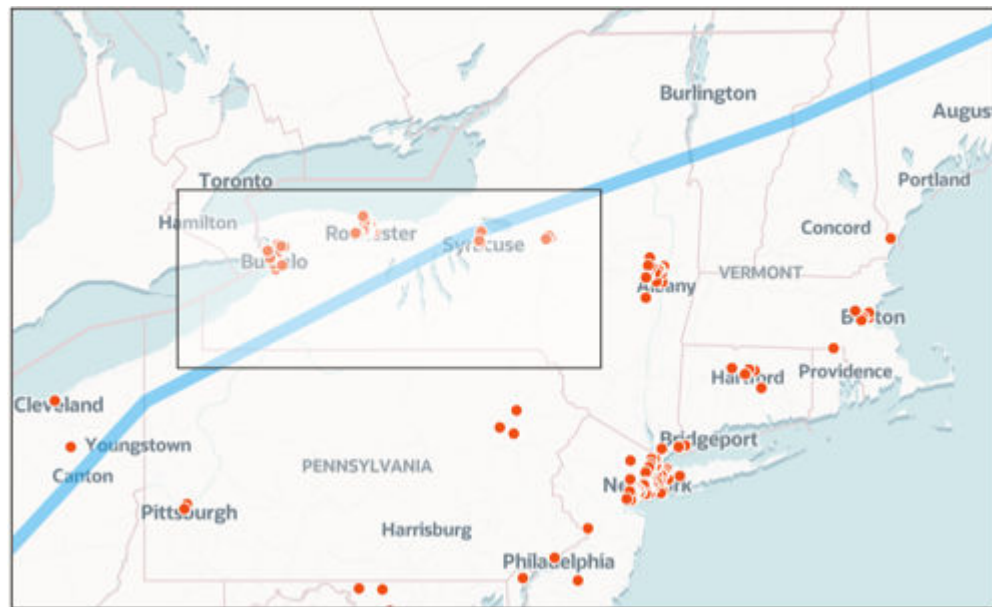 Burlington
August
Toronto
Portland
Hamilton
Rochester
Concord
Syracuse
Buffalo
VERMONT
Albany
Boston
Providence
Hartford
Cleveland
Bridgeport
Youngstown
PENNSYLVANIA
Canton
New York
Pittsburgh
Harrisburg
Philadelphia